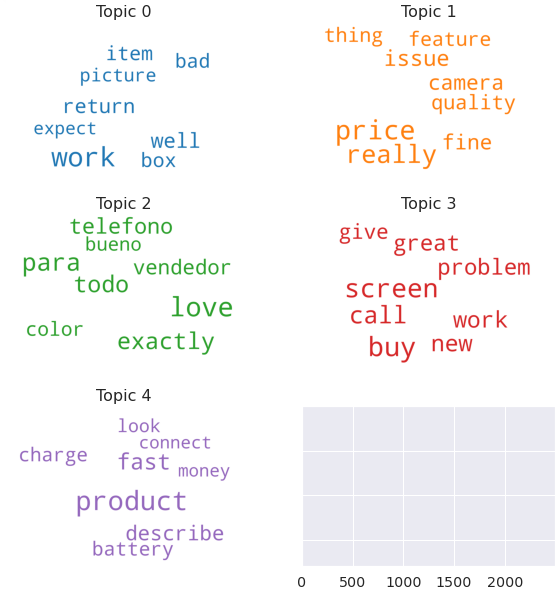 Topic 0
item
bad
picture
return
expect
well
work
box
Topic 1
thing
feature
issue
camera
quality
price
fine
really
Topic 2
telefono
bueno
para
vendedor
todo
love
color
exactly
Topic 3
give
great
problem
screen
call
work
buy
new
Topic 4
look
connect
charge
fast
money
product
describe
battery
0 500 1000 1500 2000